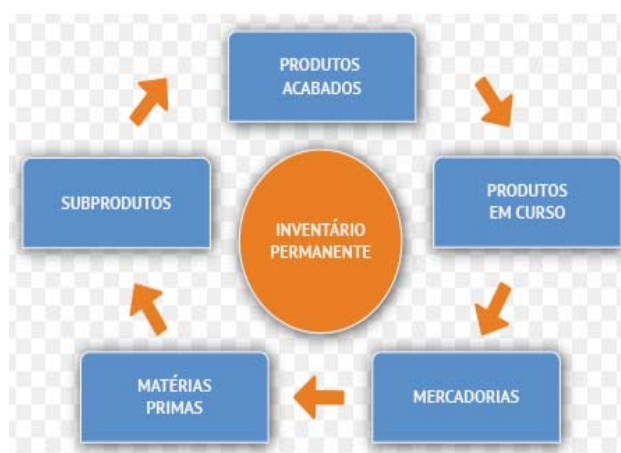 PRODUTOS
ACABADOS
PRODUTOS
EM CURSO
MERCADORIAS
MATÉRIAS
PRIMAS
SUBPRODUTOS
INVENTÁRIO
PERMANENTE